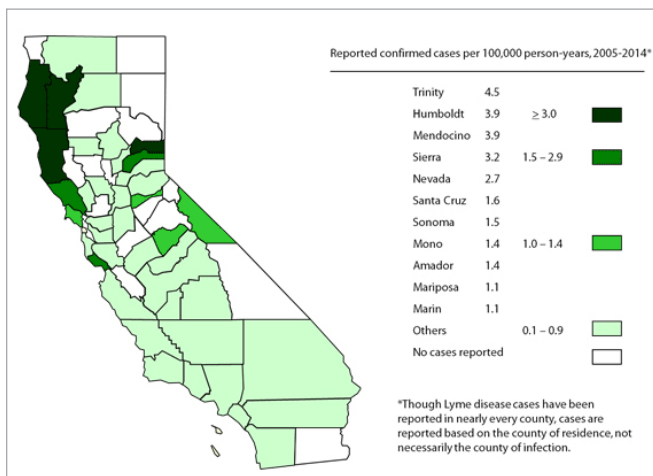 Reported confirmed cases per 100,000 person-years, 2005-2014*
Trinity 4.5
Humboldt 3.9 ≥ 3.0
Mendocino 3.9
Sierra 3.2 1.5 – 2.9
Nevada 2.7
Santa Cruz 1.6
Sonoma 1.5
Mono 1.4 1.0 – 1.4
Amador 1.4
Mariposa 1.1
Marin 1.1
Others 0.1 – 0.9
No cases reported
*Though Lyme disease cases have been
reported in nearly every county, cases are
reported based on the county of residence, not
necessarily the county of infection.